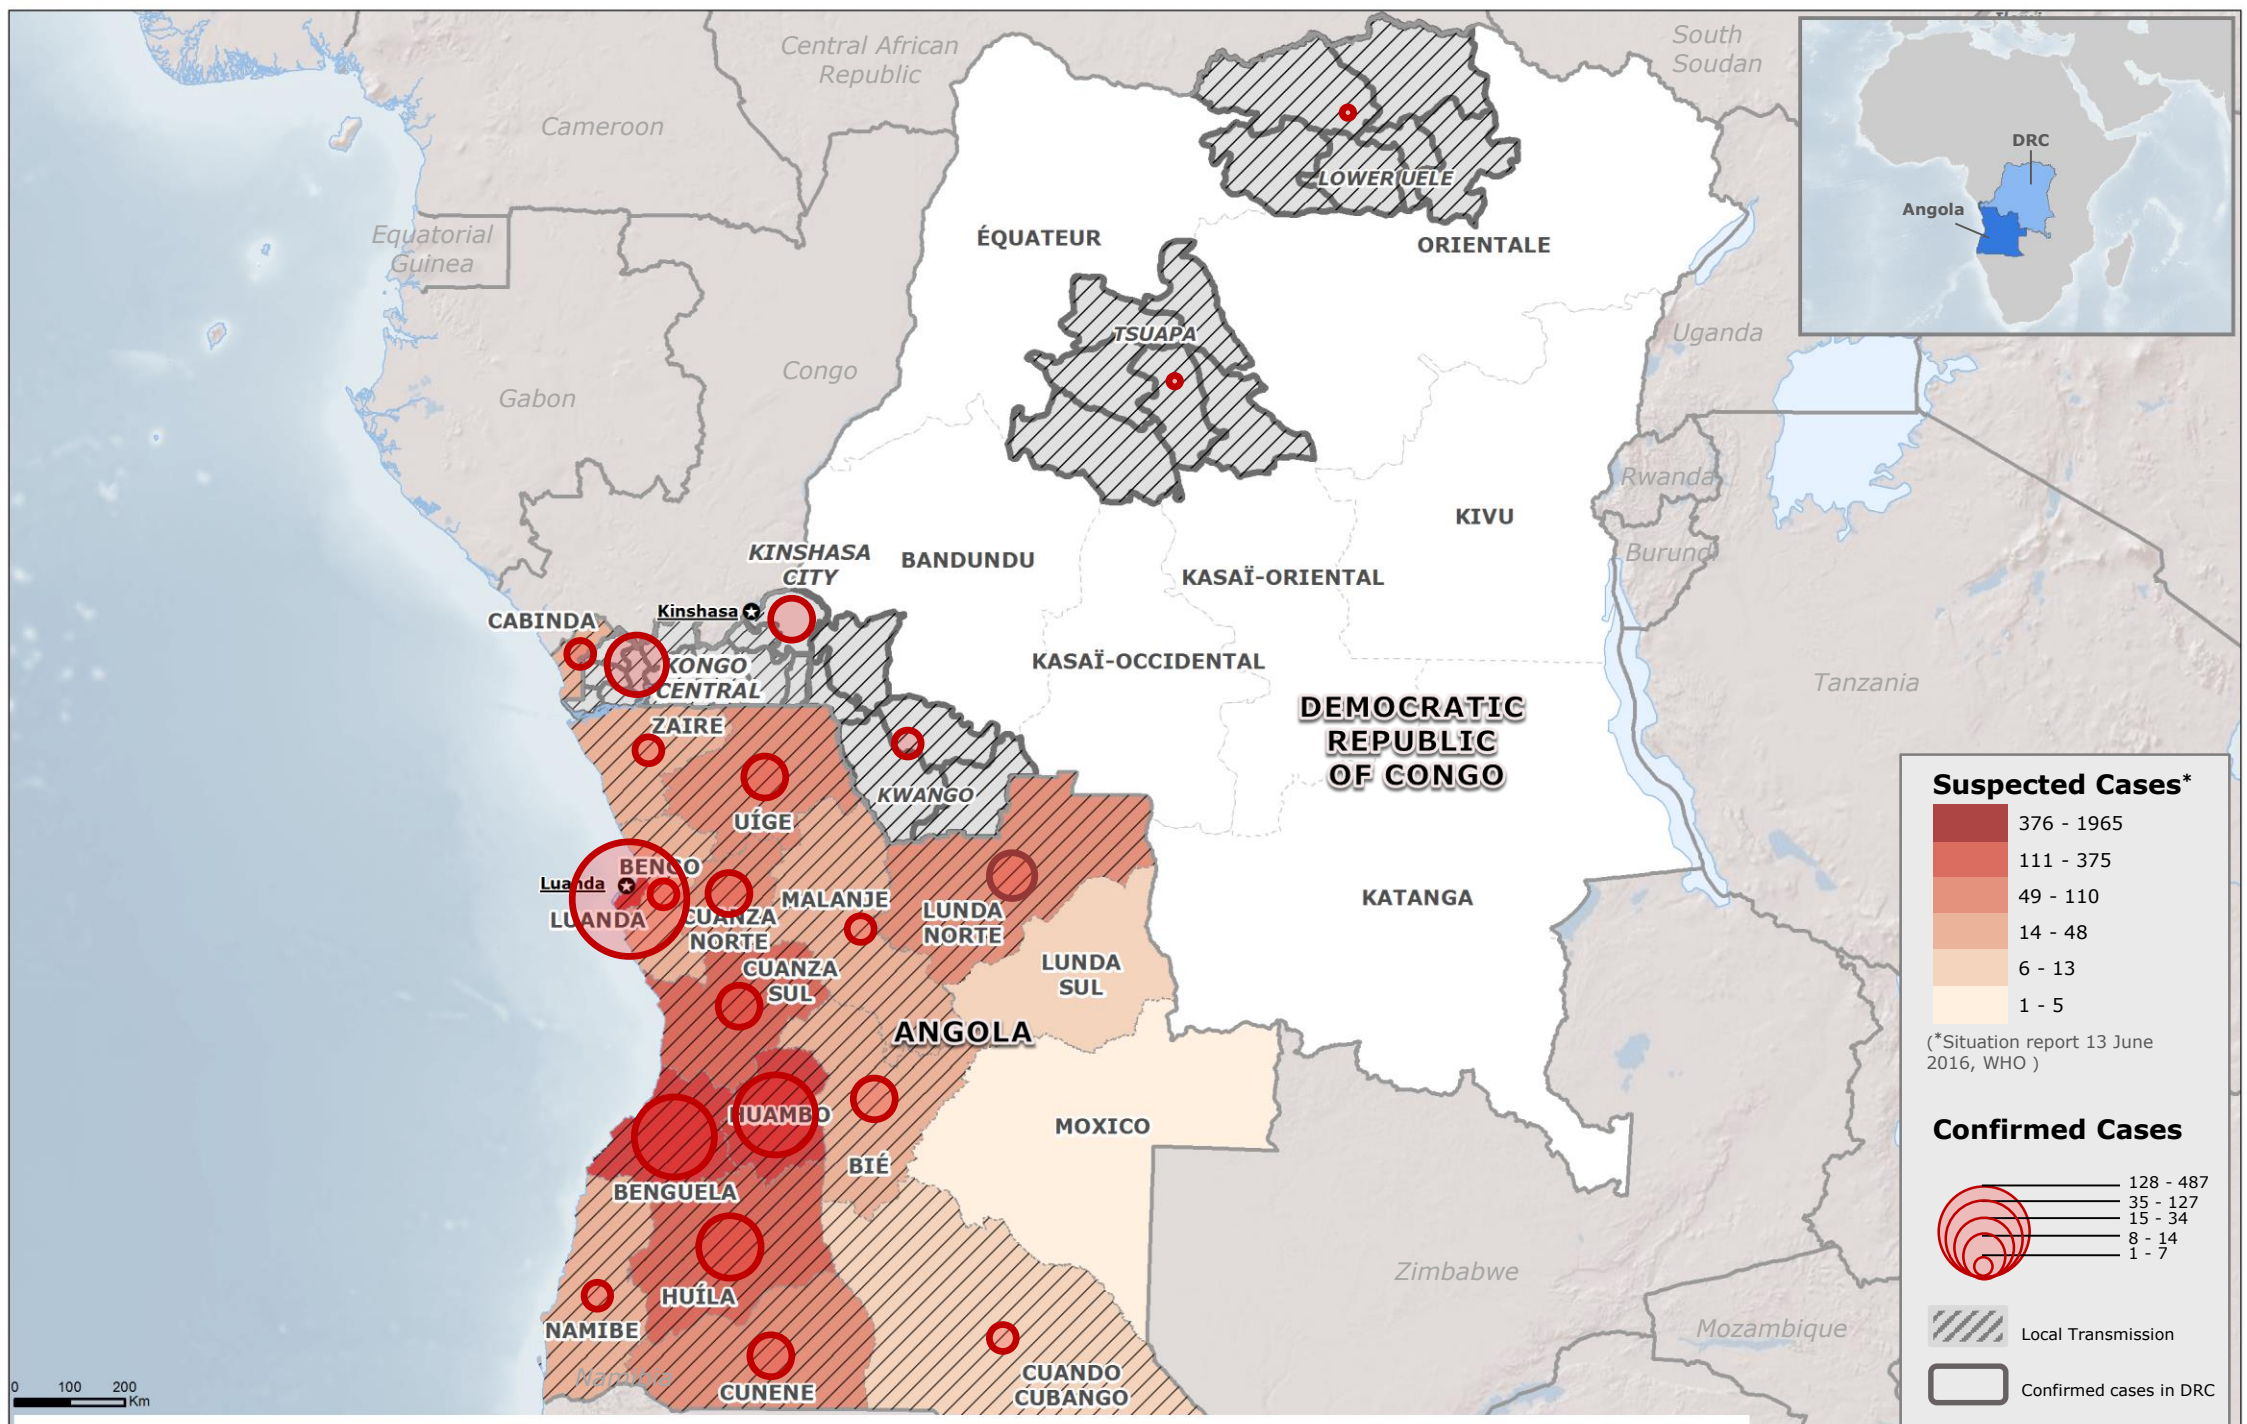 Central African
Republic
South
Soudan
Cameroon
DRC
Angola
LOWER UELE
Equatorial
Guinea
ÉQUATEUR
ORIENTALE
TSUAPA
Uganda
Congo
Gabon
Rwanda
KIVU
Burundi
KINSHASA
CITY
BANDUNDU
KASAÏ-ORIENTAL
CABINDA
Kinshasa
KONGO
CENTRAL
KASAÏ-OCCIDENTAL
Tanzania
DEMOCRATIC
REPUBLIC
OF CONGO
ZAIRE
KWANGO
UÍGE
BENGO
Luanda
LUANDA
CUANZA
NORTE
MALANJE
LUNDA
NORTE
KATANGA
CUANZA
SUL
LUNDA
SUL
ANGOLA
HUAMBO
MOXICO
BIÉ
BENGUELA
HUÍLA
NAMIBE
Zimbabwe
Mozambique
Namibia
CUNENE
CUANDO
CUBANGO
0 100 200
Km
Suspected Cases*
376 - 1965
111 - 375
49 - 110
14 - 48
6 - 13
1 - 5
(*Situation report 13 June
2016, WHO )
Confirmed Cases
128 - 487
35 - 127
15 - 34
8 - 14
1 - 7
Local Transmission
Confirmed cases in DRC